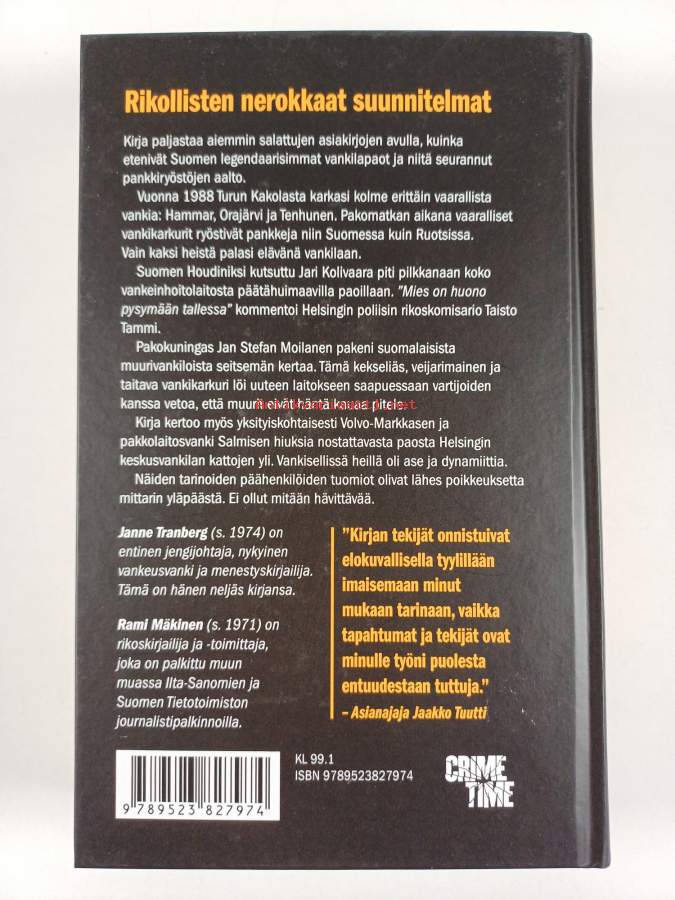 Rikollisten nerokkaat suunnitelmat
Kirja paljastaa aiemmin salattujen asiakirjojen avulla, kuinka
etenivät Suomen legendaarisimmat vankilapaot ja niitä seurannut
pankkiryöstöjen aalto.
Vuonna 1988 Turun Kakolasta karkasi kolme erittäin vaarallista
vankia: Hammar, Orajärvi ja Tenhunen. Pakomatkan aikana vaaralliset
vankikarkurit ryöstivät pankkeja niin Suomessa kuin Ruotsissa.
Vain kaksi heistä palasi elävänä vankilaan.
Suomen Houdiniksi kutsuttu Jari Kolivaara piti pilkkanaan koko
vankeinhoitolaitosta päätähuimaavilla paoillaan. "Mies on huono
pysymään tallessa" kommentoi Helsingin poliisin rikoskomisario Taisto
Tammi.
Pakokuningas Jan Stefan Moilanen pakeni suomalaisista
muurivankiloista seitsemän kertaa. Tämä kekseliäs, veijarimainen ja
taitava vankikarkuri löi uuteen laitokseen saapuessaan vartijoiden
kanssa vetoa, että muurit eivät häntä kauaa pitele.
Kirja kertoo myös yksityiskohtaisesti Volvo-Markkasen ja
pakkolaitosvanki Salmisen hiuksia nostattavasta paosta Helsingin
keskusvankilan kattojen yli. Vankisellissä heillä oli ase ja dynamiittia.
Näiden tarinoiden päähenkilöiden tuomiot olivat lähes poikkeuksetta
mittarin yläpäästä. Ei ollut mitään hävittävää.
Janne Tranberg (s. 1974) on
entinen jengijohtaja, nykyinen
vankeusvanki ja menestyskirjailija.
Tämä on hänen neljäs kirjansa.
Rami Mäkinen (s. 1971) on
rikoskirjailija ja -toimittaja,
joka on palkittu muun
muassa Ilta-Sanomien ja
Suomen Tietotoimiston
journalistipalkinnoilla.
"Kirjan tekijät onnistuivat
elokuvallisella tyylillään
imaisemaan minut
mukaan tarinaan, vaikka
tapahtumat ja tekijät ovat
minulle työni puolesta
entuudestaan tuttuja."
– Asianajaja Jaakko Tuutti
KL 99.1
ISBN 9789523827974
9 789523 827974
CRIME
TIME